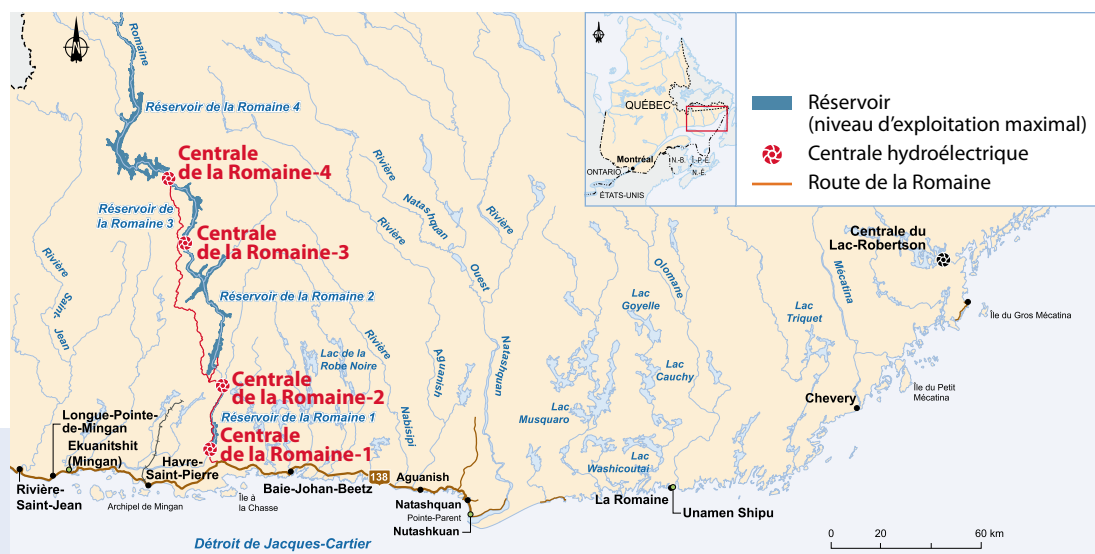 Romaine
Réservoir de la Romaine 4
Centrale
de la Romaine-4
Réservoir de
la Romaine 3
Centrale
de la Romaine-3
Réservoir de la Romaine 2
Centrale
de la Romaine-2
Réservoir de la Romaine 1
Centrale
de la Romaine-1
Rivière
Saint-
Jean
Lac de la
Robe Noire
Rivière
Nabisipi
Rivière
Aguanish
Rivière
Natashquan
Ouest
Rivière
Natashquan
Lac
Musquaro
Lac
Goyelle
Olomane
Lac
Cauchy
Lac
Washicoutai
Lac
Triquet
Mécatina
Centrale du
Lac-Robertson
Île du Gros Mécatina
Île du Petit
Mécatina
Chevery
Longue-Pointe-
de-Mingan
Ekuanitshit
(Mingan)
Rivière-
Saint-Jean
Havre-
Saint-Pierre
Archipel de Mingan
Île à
la Chasse
Baie-Johan-Beetz
138
Aguanish
Natashquan
Pointe-Parent
Nutashkuan
La Romaine
Unamen Shipu
Détroit de Jacques-Cartier
0 20 60 km
QUÉBEC
Montréal
ONTARIO
ÉTATS-UNIS
N.-B.
Î.-P.-É.
N.-É.
Réservoir
(niveau d'exploitation maximal)
Centrale hydroélectrique
Route de la Romaine